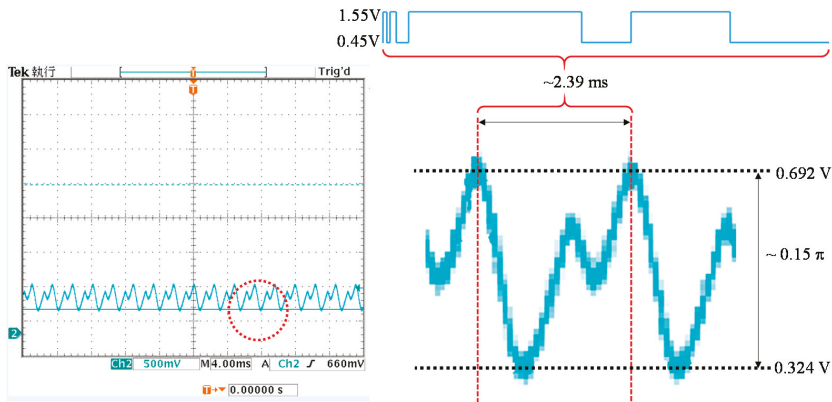 1.55V
0.45V
Tek 執行
T
Trig'd
T
~2.39 ms
0.692 V
~ 0.15 π
0.324 V
2
Ch2 500mV M 4.00ms A Ch2 ∫ 660mV
T→▼ 0.00000 s